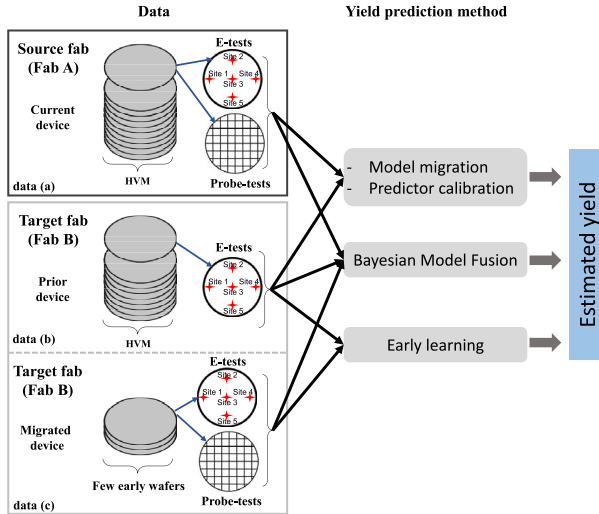 Data
Yield prediction method
Source fab
(Fab A)
Current
device
HVM
data (a)
E-tests
Site 2
Site 1
Site 4
Site 3
Site 5
Probe-tests
Target fab
(Fab B)
Prior
device
HVM
data (b)
E-tests
Site 2
Site 1
Site 4
Site 3
Site 5
Target fab
(Fab B)
Migrated
device
Few early wafers
data (c)
E-tests
Site 2
Site 1
Site 4
Site 3
Site 5
Probe-tests
- Model migration
- Predictor calibration
Bayesian Model Fusion
Early learning
Estimated yield